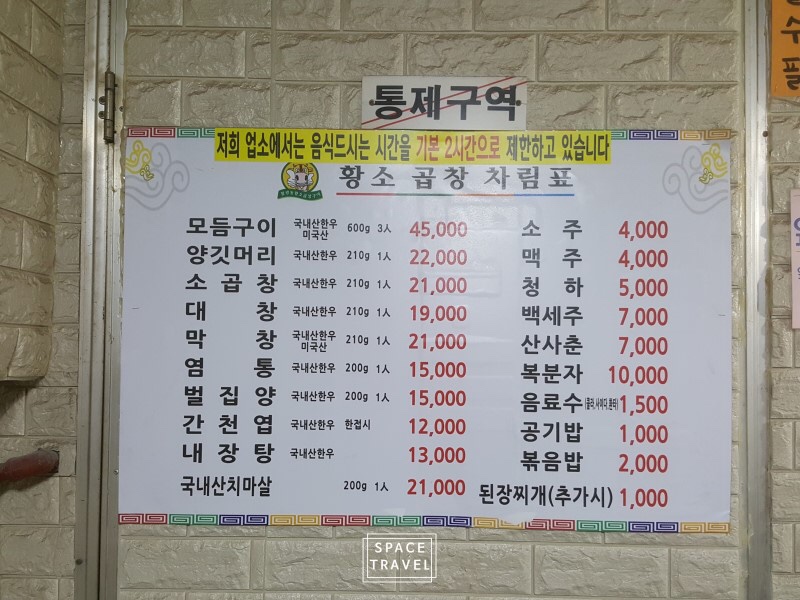 통제구역
저희 업소에서는 음식드시는 시간을 기본 2시간으로 제한하고 있습니다
황소 곱창 차림표
모듬구이 국내산한우 미국산 600g 3人 45,000
양깃머리 국내산한우 210g 1人 22,000
소곱창 국내산한우 210g 1人 21,000
대창 국내산한우 210g 1人 19,000
막창 국내산한우 미국산 210g 1人 21,000
염통 국내산한우 200g 1人 15,000
벌집양 국내산한우 200g 1人 15,000
간천엽 국내산한우 한접시 12,000
내장탕 국내산한우 13,000
국내산치마살 200g 1人 21,000
소주 4,000
맥주 4,000
청하 5,000
백세주 7,000
산사춘 7,000
복분자 10,000
음료수(콜라,사이다,환타) 1,500
공기밥 1,000
볶음밥 2,000
된장찌개(추가시) 1,000
수
필
SPACE
TRAVEL